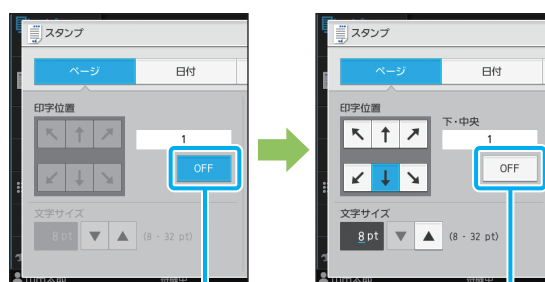 スタンプ
ページ
日付
印字位置
1
OFF
文字サイズ
8 pt
(8 - 32 pt)
スタンプ
ページ
日付
印字位置
下・中央
1
OFF
文字サイズ
8 pt
(8 - 32 pt)